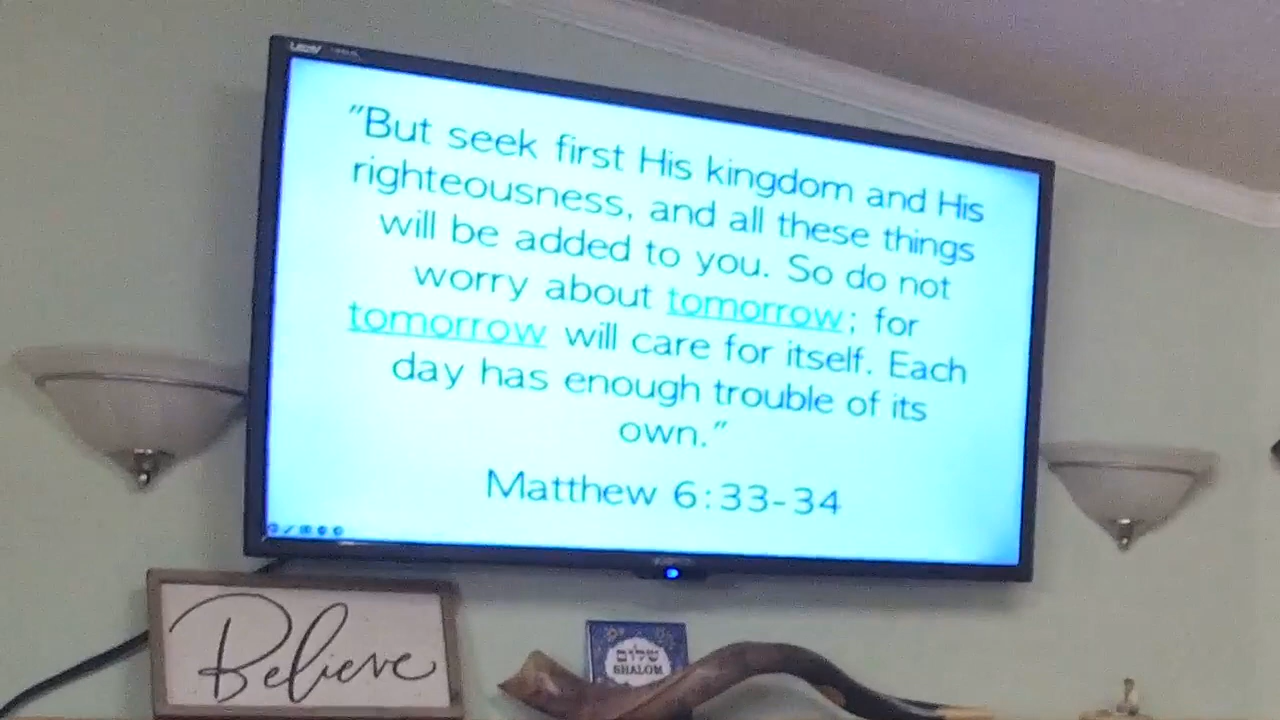 "But seek first His kingdom and His
righteousness, and all these things
will be added to you. So do not
worry about tomorrow; for
tomorrow will care for itself. Each
day has enough trouble of its
own."
Matthew 6:33-34
Believe
שלום
SHALOM